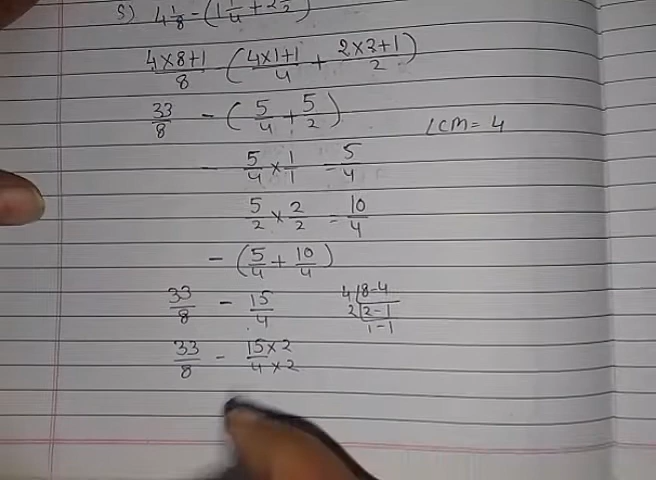 5) 4 1/8 - (1 1/4 + 2 1/2)
4×8+1/8 - (4×1+1/4 + 2×2+1/2)
33/8 - (5/4 + 5/2) LCM = 4
- 5/4 × 1/1 = 5/4
5/2 × 2/2 = 10/4
- (5/4 + 10/4)
33/8 - 15/4 4|8-4
2|2-1
1-1
33/8 - 15×2/4×2